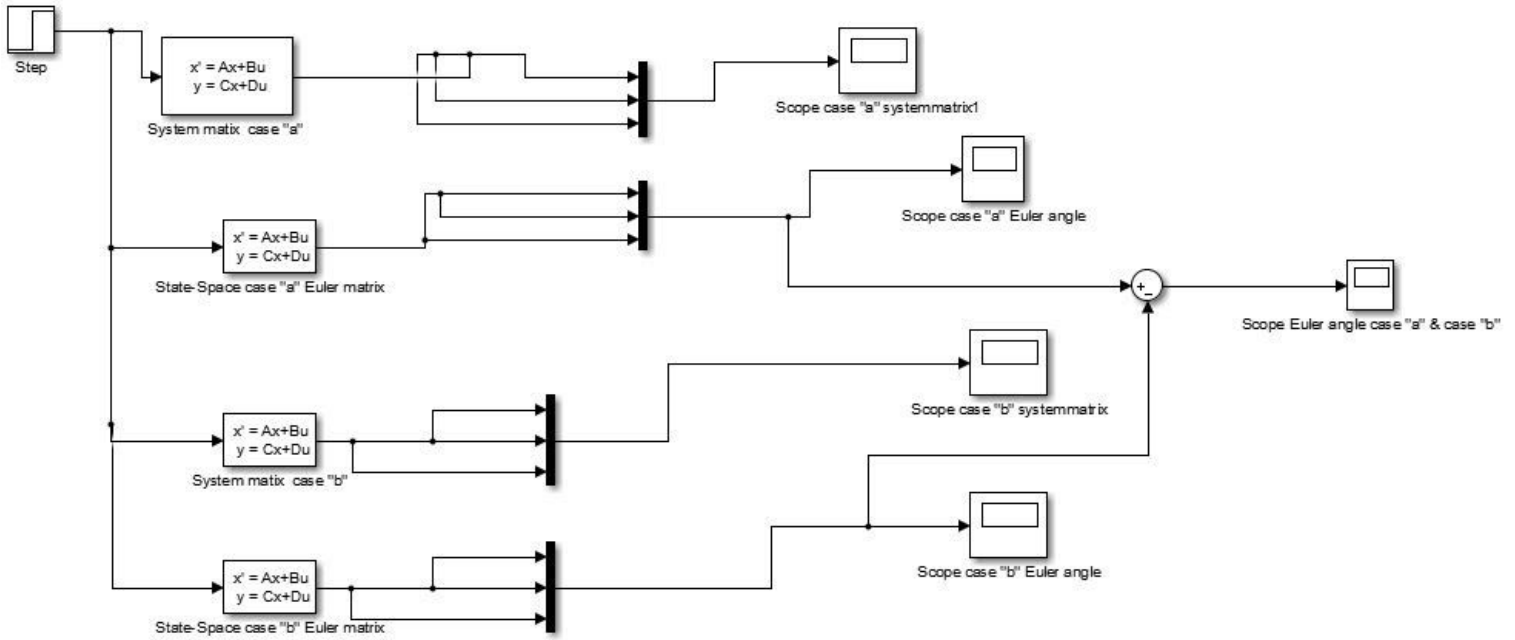 Step
x' = Ax+Bu
y = Cx+Du
System matix case "a"
Scope case "a" systemmatrix1
x' = Ax+Bu
y = Cx+Du
State-Space case "a" Euler matrix
Scope case "a" Euler angle
+
−
Scope Euler angle case "a" & case "b"
x' = Ax+Bu
y = Cx+Du
System matix case "b"
Scope case "b" systemmatrix
x' = Ax+Bu
y = Cx+Du
State-Space case "b" Euler matrix
Scope case "b" Euler angle